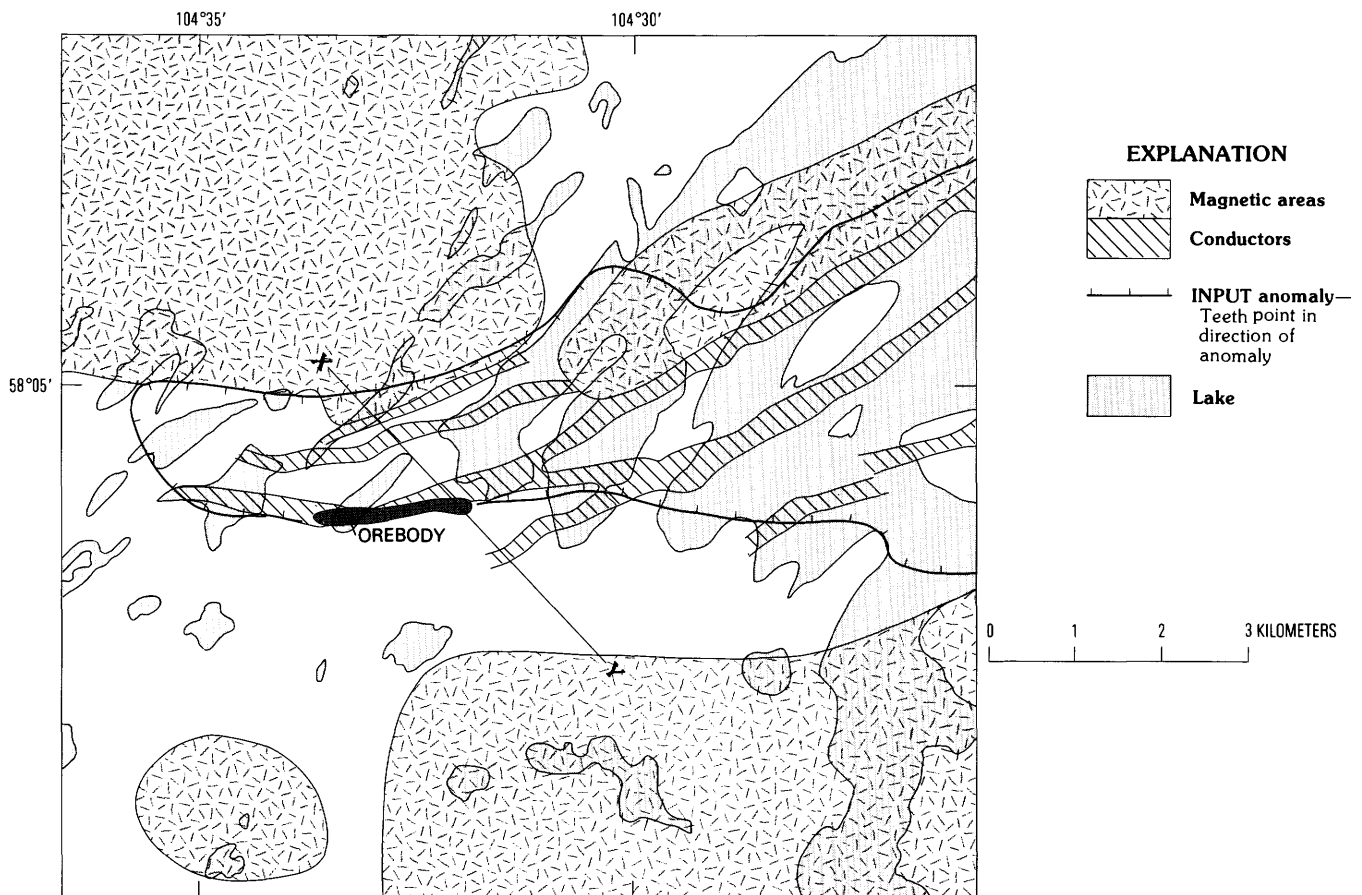 104°35′ 104°30′
58°05′
OREBODY
EXPLANATION
Magnetic areas
Conductors
INPUT anomaly—
Teeth point in
direction of
anomaly
Lake
0 1 2 3 KILOMETERS